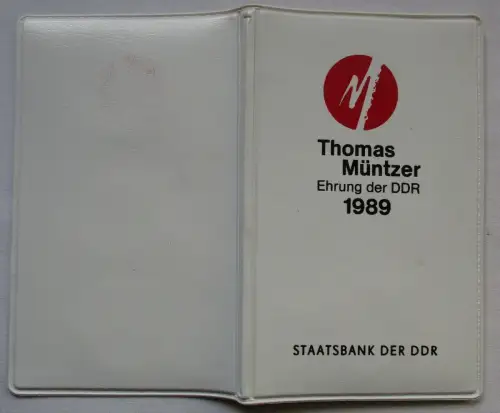 M
Thomas
Müntzer
Ehrung der DDR
1989
STAATSBANK DER DDR